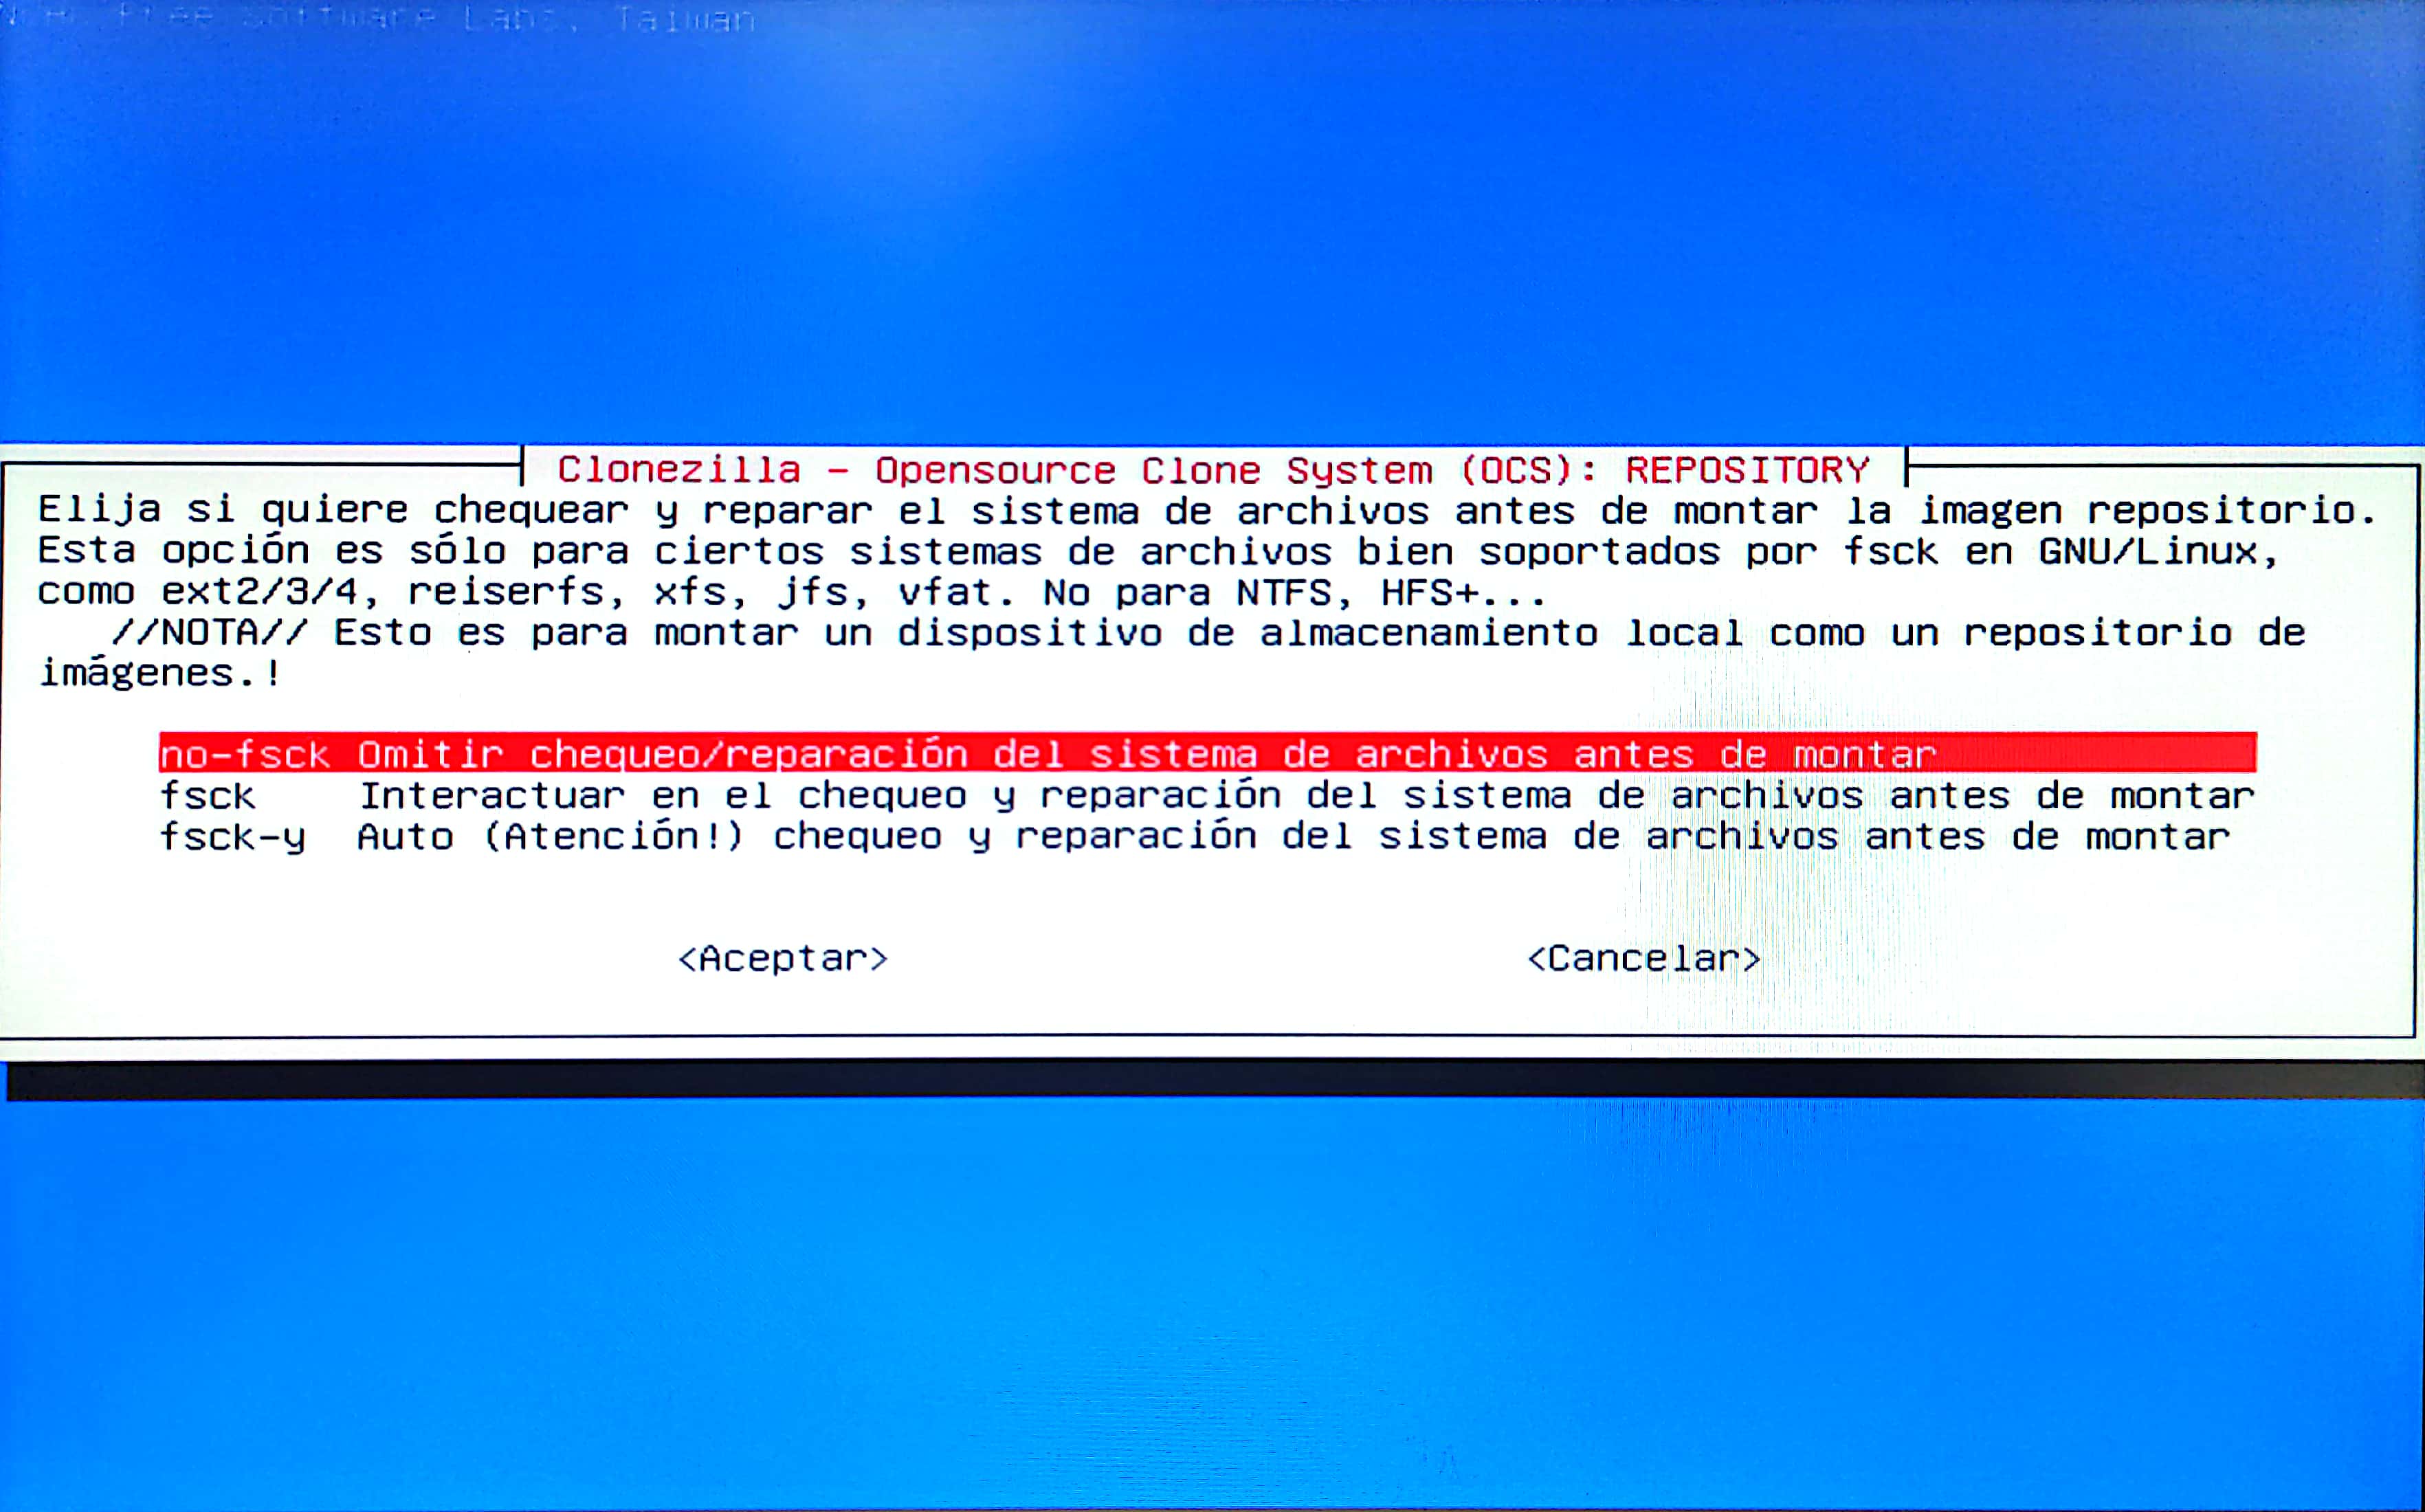 Free Software Labs, Taiwan
Clonezilla - Opensource Clone System (OCS): REPOSITORY
Elija si quiere chequear y reparar el sistema de archivos antes de montar la imagen repositorio.
Esta opción es sólo para ciertos sistemas de archivos bien soportados por fsck en GNU/Linux,
como ext2/3/4, reiserfs, xfs, jfs, vfat. No para NTFS, HFS+...
//NOTA// Esto es para montar un dispositivo de almacenamiento local como un repositorio de
imágenes.!
no-fsck Omitir chequeo/reparación del sistema de archivos antes de montar
fsck Interactuar en el chequeo y reparación del sistema de archivos antes de montar
fsck-y Auto (Atención!) chequeo y reparación del sistema de archivos antes de montar
<Aceptar> <Cancelar>